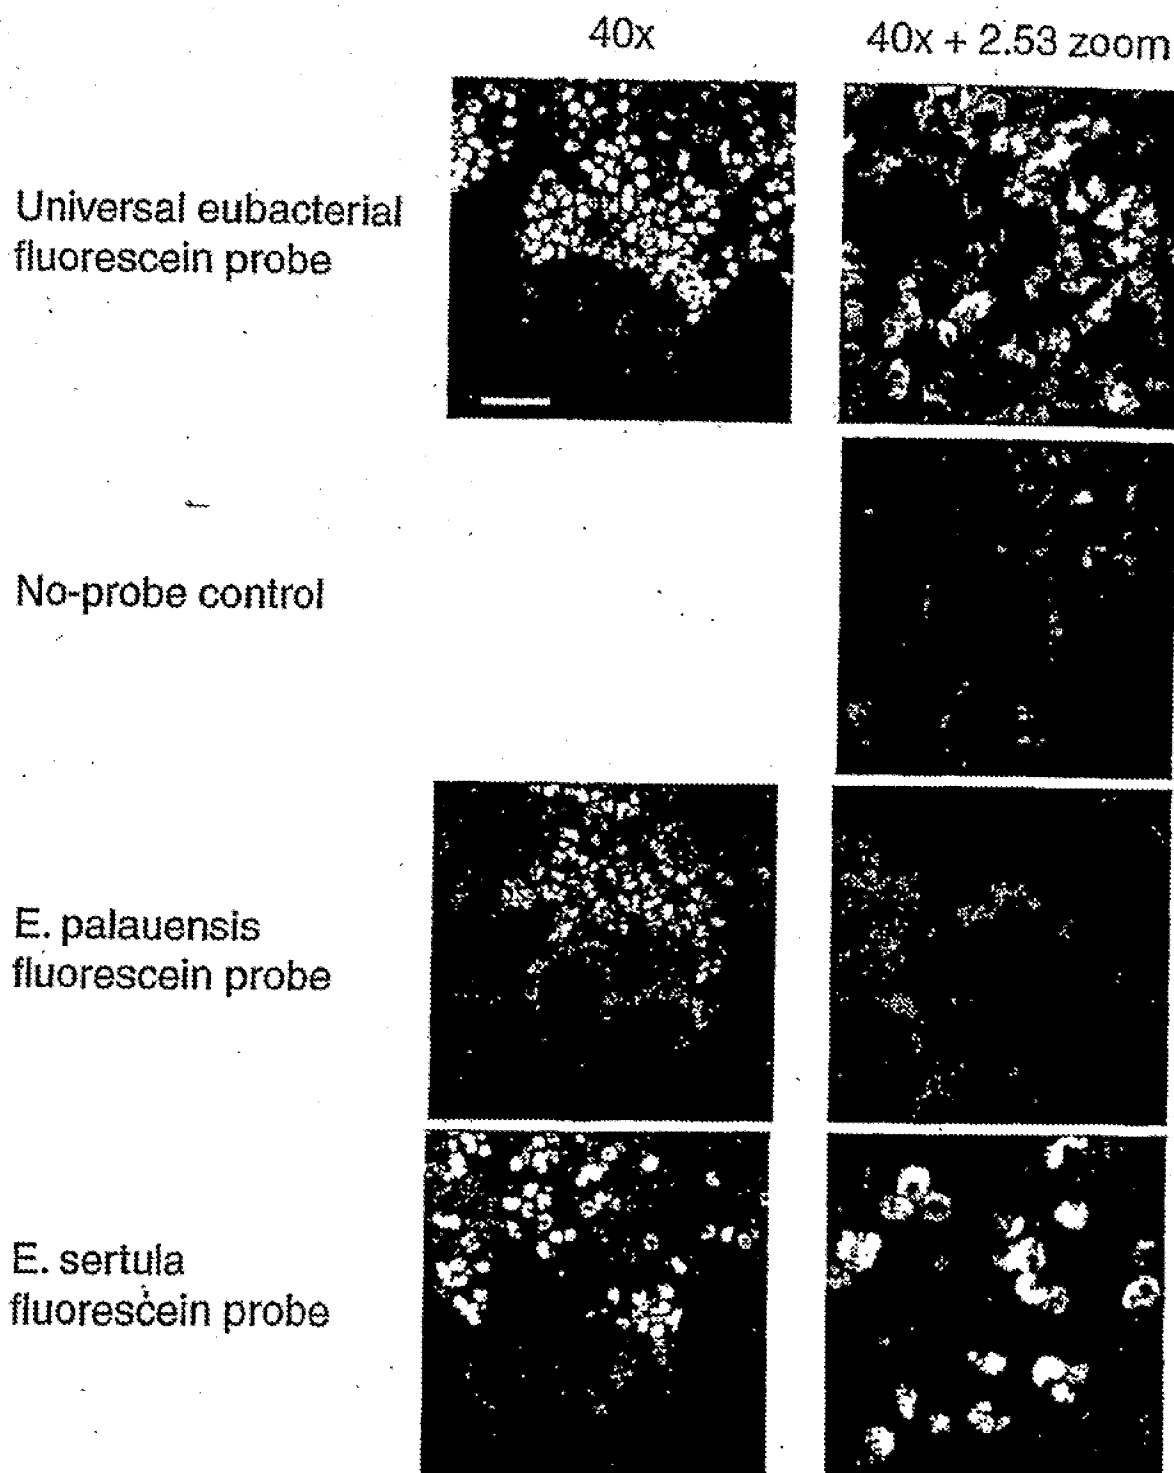 40x
40x + 2.53 zoom
Universal eubacterial
fluorescein probe
No-probe control
E. palauensis
fluorescein probe
E. sertula
fluorescein probe